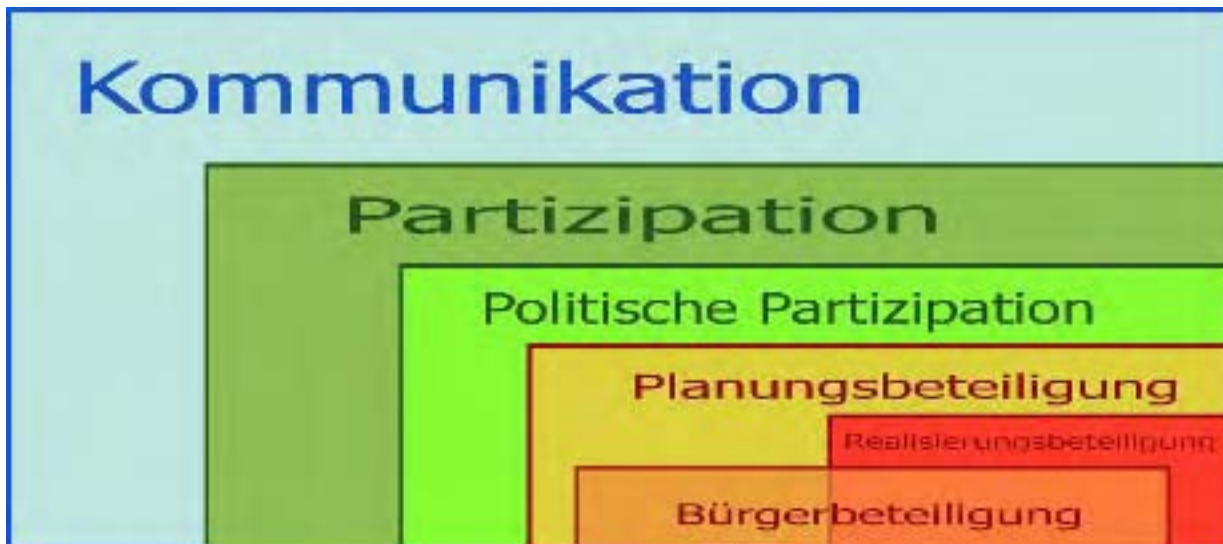 Kommunikation
Partizipation
Politische Partizipation
Planungsbeteiligung
Realisierungsbeteiligung
Bürgerbeteiligung